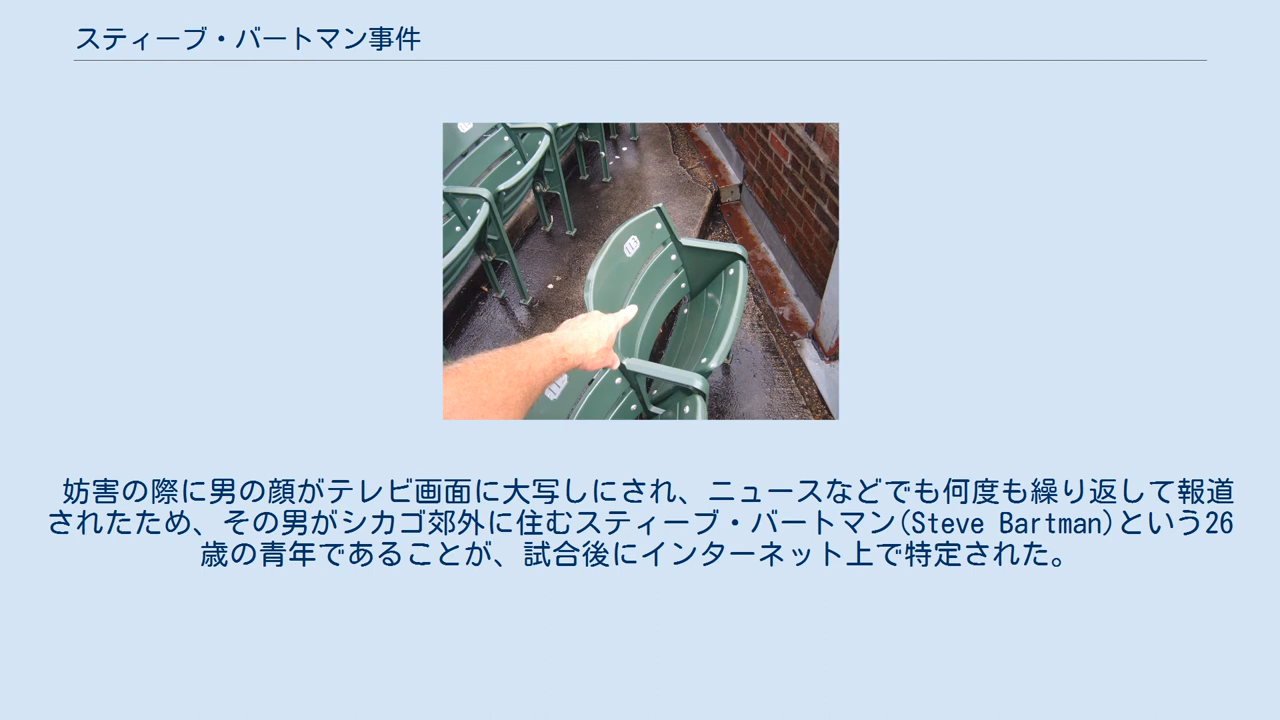 スティーブ・バートマン事件
113
妨害の際に男の顔がテレビ画面に大写しにされ、ニュースなどでも何度も繰り返して報道
されたため、その男がシカゴ郊外に住むスティーブ・バートマン(Steve Bartman)という26
歳の青年であることが、試合後にインターネット上で特定された。